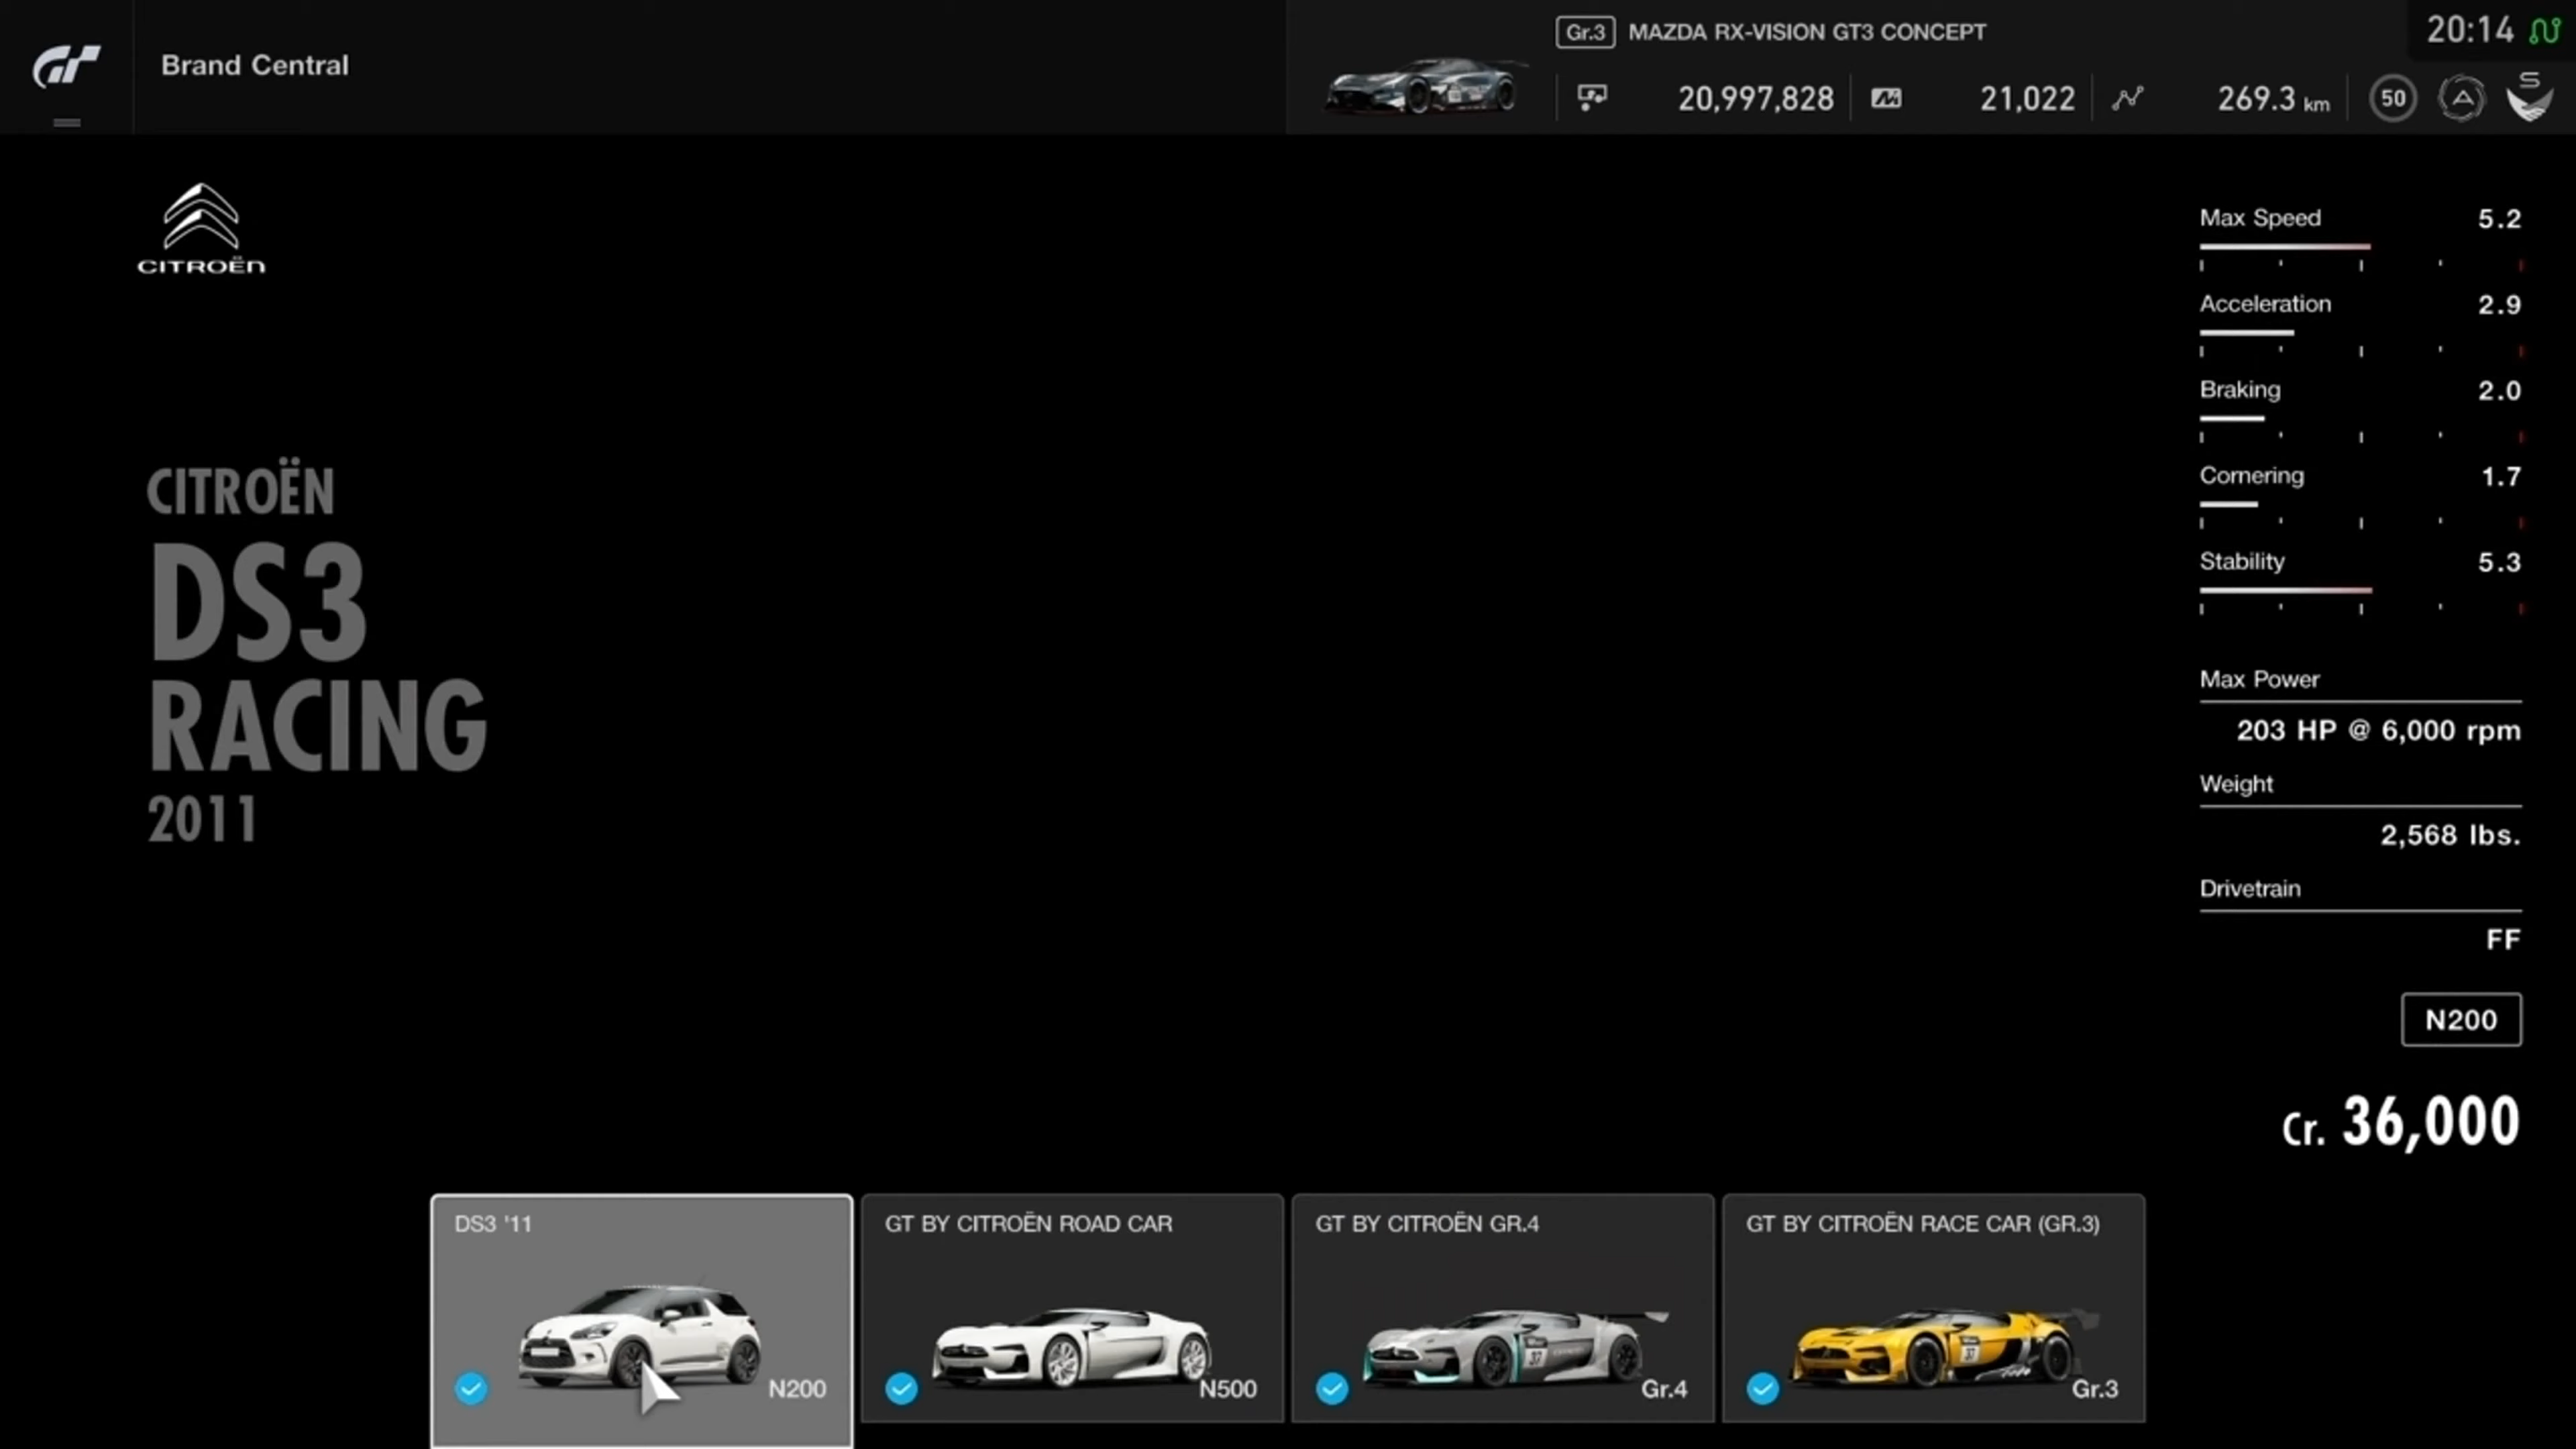 Brand Central
Gr.3 MAZDA RX-VISION GT3 CONCEPT
20:14
20,997,828
21,022
269.3 km
50
A
S
CITROËN
CITROËN
DS3
RACING
2011
Max Speed 5.2
Acceleration 2.9
Braking 2.0
Cornering 1.7
Stability 5.3
Max Power
203 HP @ 6,000 rpm
Weight
2,568 lbs.
Drivetrain
FF
N200
Cr. 36,000
DS3 '11
N200
GT BY CITROËN ROAD CAR
N500
GT BY CITROËN GR.4
37
Gr.4
GT BY CITROËN RACE CAR (GR.3)
37
Gr.3